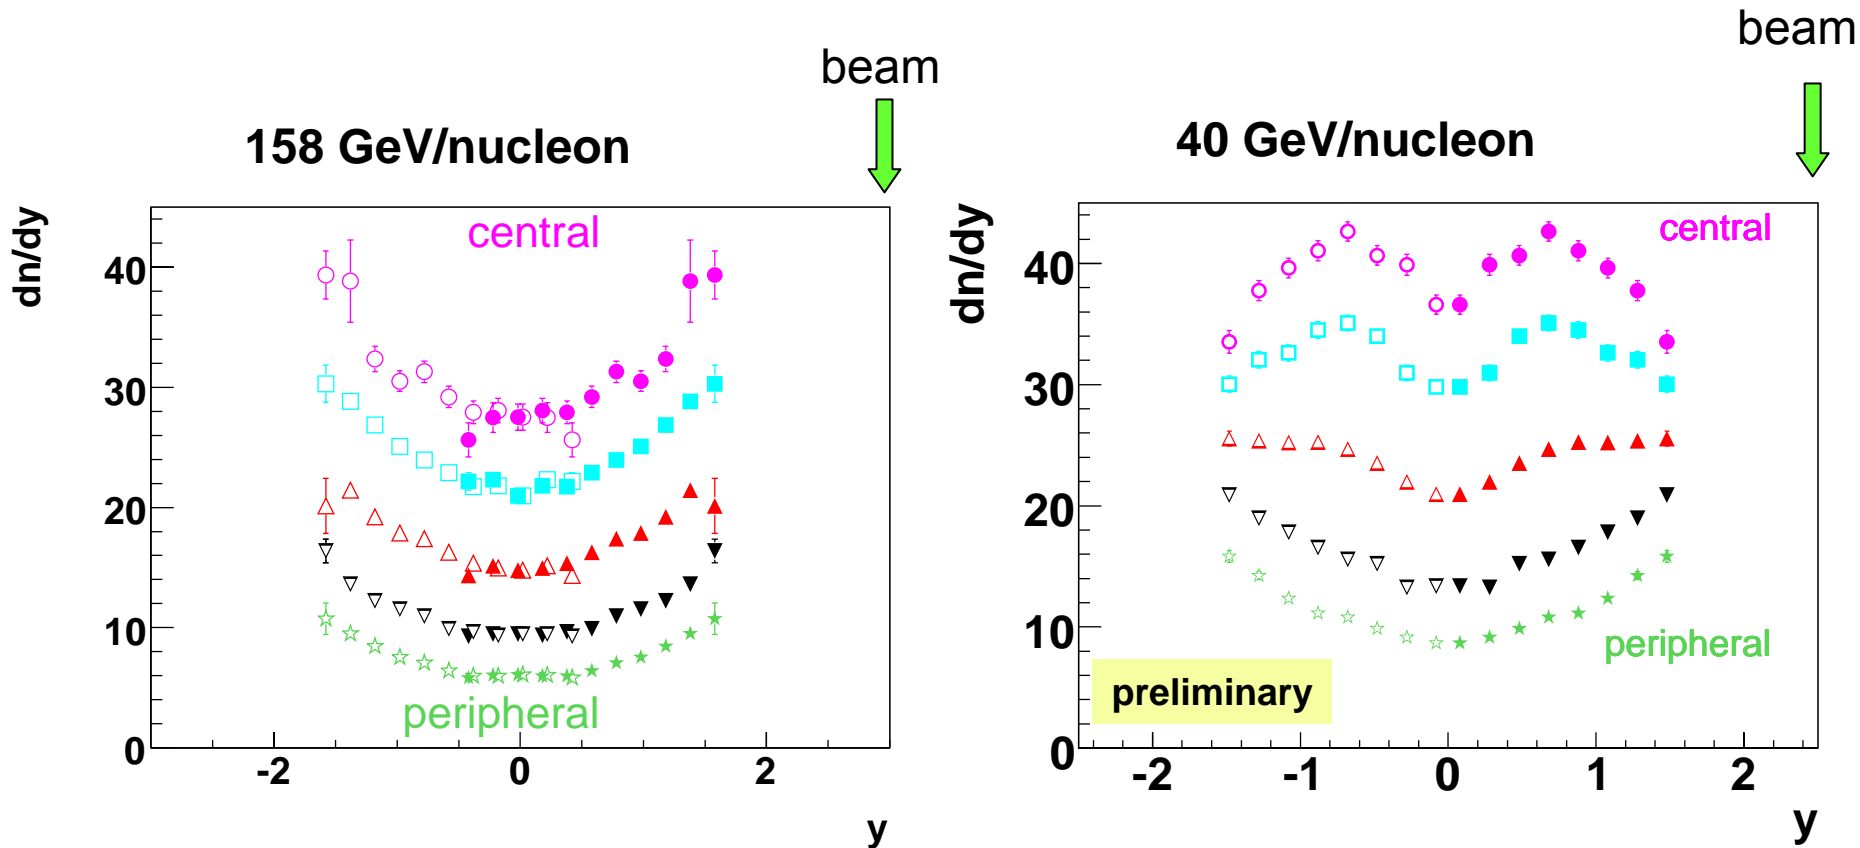 beam
158 GeV/nucleon
dn/dy
central
40
30
20
10
0
peripheral
-2
0
2
y
beam
40 GeV/nucleon
dn/dy
central
40
30
20
10
0
peripheral
preliminary
-2
-1
0
1
2
y